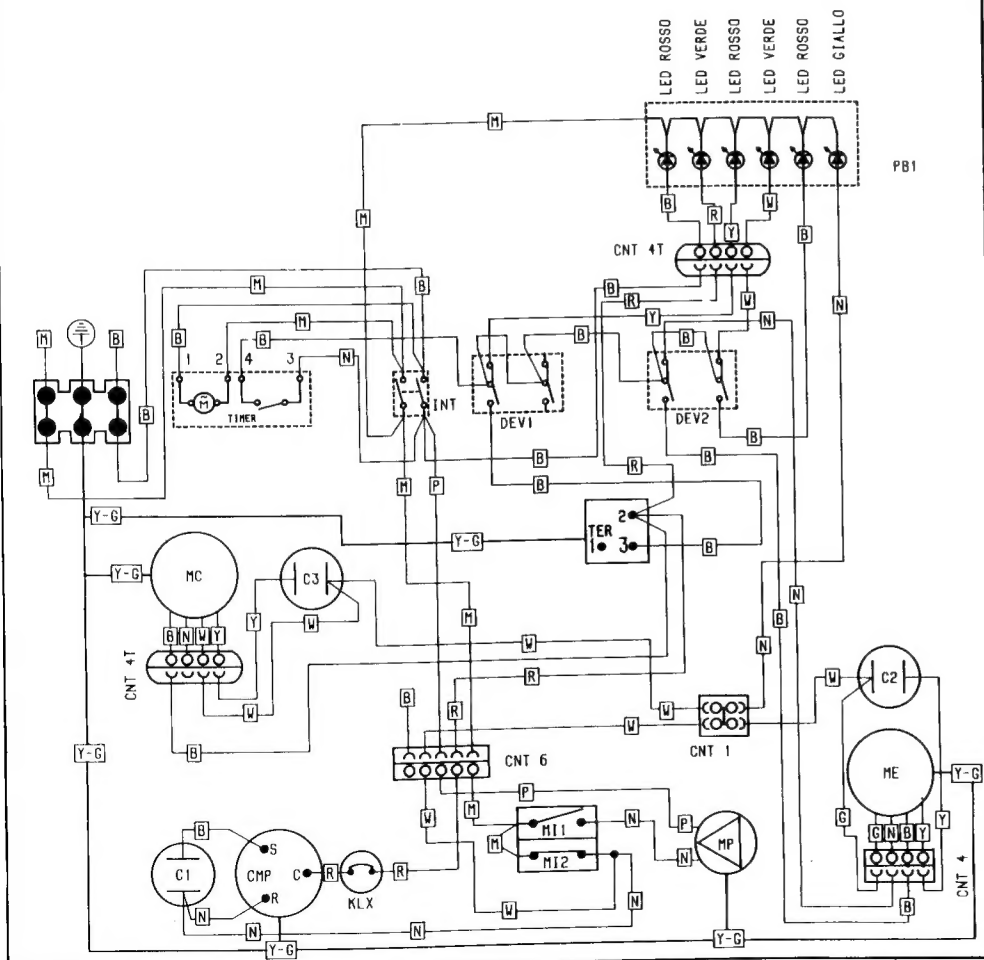 LED ROSSO
LED VERDE
LED ROSSO
LED VERDE
LED ROSSO
LED GIALLO
M
PB1
B
R
Y
W
B
M
CNT 4T
M
B
B
R
W
N
N
M
B
Y
B
B
M
B
B
B
N
1
2
4
3
M
TIMER
B
INT
DEV1
DEV2
B
M
M
P
B
R
B
B
Y-G
Y-G
TER
2
1
3
B
Y-G
MC
C3
B
N
W
Y
Y
W
M
W
N
B
N
CNT 4T
W
B
R
R
B
W
W
CNT 1
W
C2
Y-G
CNT 6
ME
Y-G
P
W
M
G
Y
G
N
B
Y
MI1
M
MI2
N
P
N
MP
B
C1
N
S
CMP
C
R
R
KLX
R
W
N
CNT 4
B
N
N
Y-G
Y-G